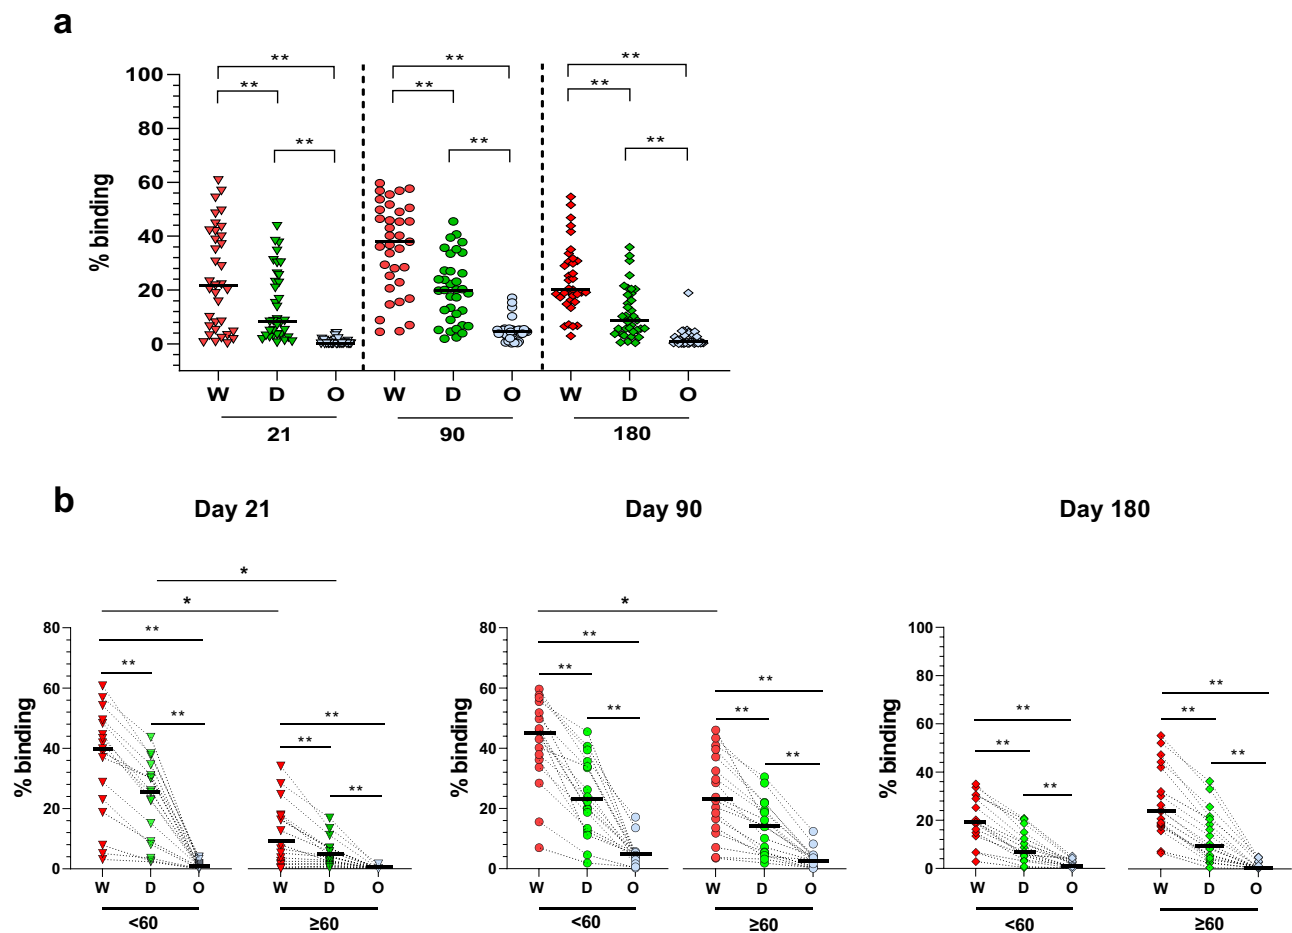 a
** ** **
** ** **
** ** **
100
80
60
40
20
0
% binding
W D O W D O W D O
21 90 180
b
Day 21 Day 90 Day 180
*
* *
80 80 100
** ** ** ** ** ** ** ** ** ** ** ** ** ** ** ** ** **
60 60 80
40 40 60
20 20 40
0 0 20
0
% binding % binding % binding
W D O W D O W D O W D O W D O W D O
<60 ≥60 <60 ≥60 <60 ≥60